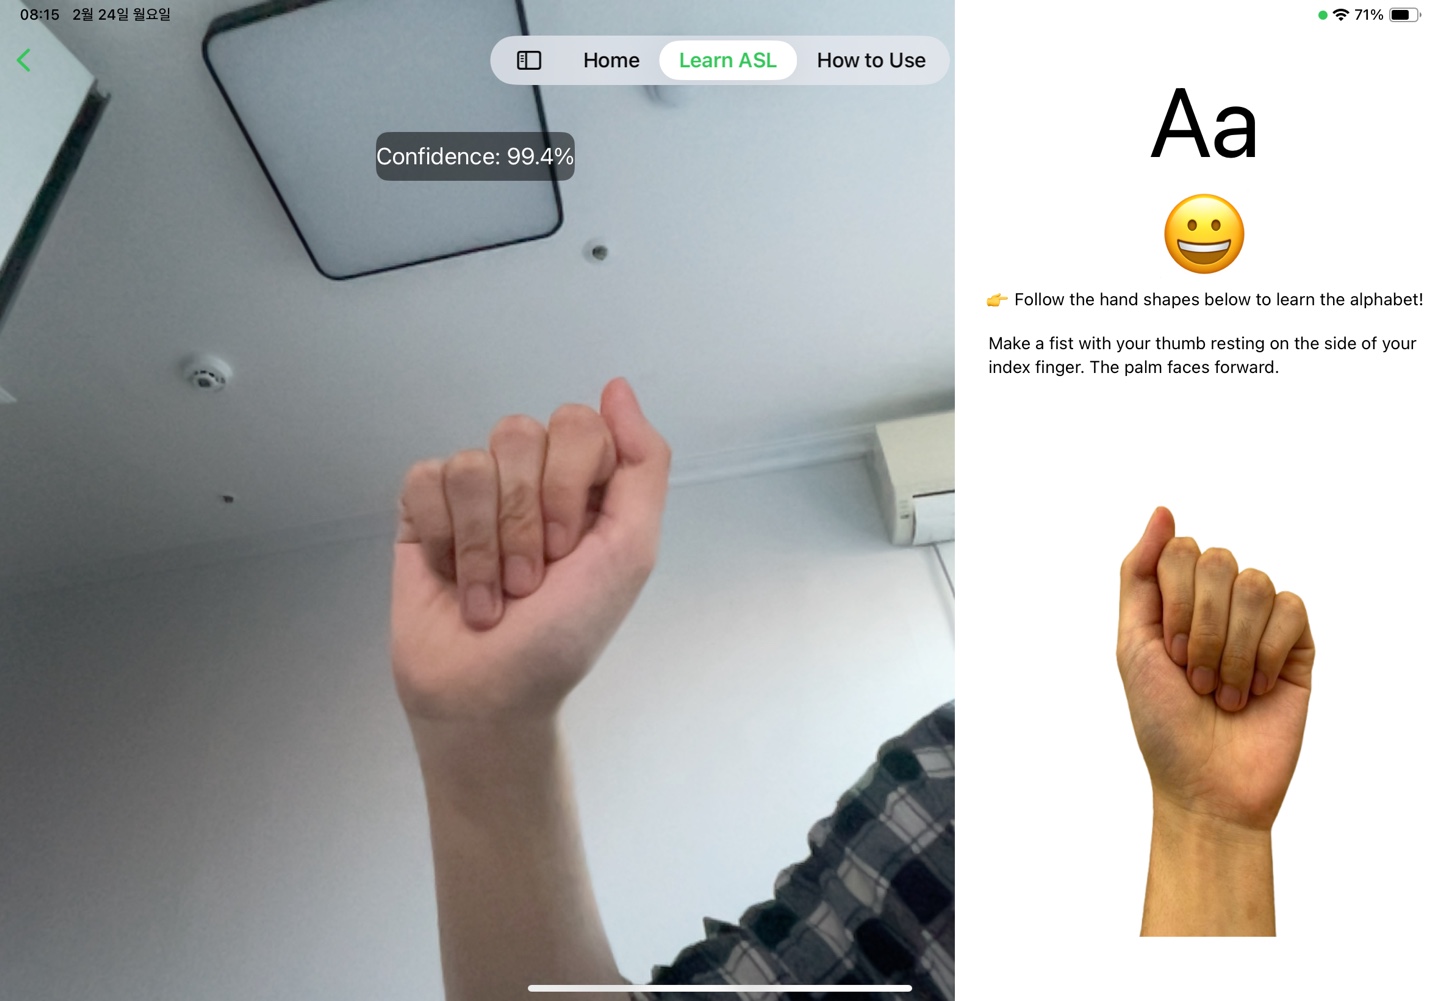 08:15 2월 24일 월요일
71%
Home Learn ASL How to Use
Confidence: 99.4%
Aa
Follow the hand shapes below to learn the alphabet!
Make a fist with your thumb resting on the side of your
index finger. The palm faces forward.